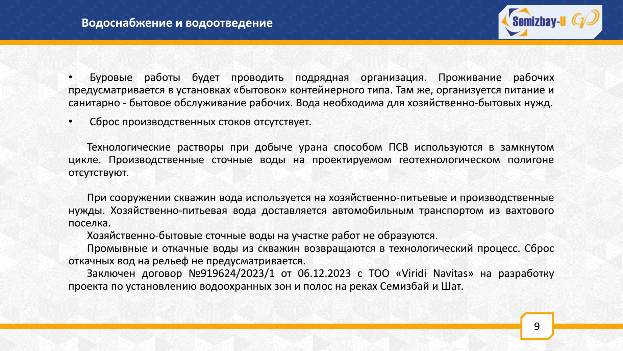 Водоснабжение и водоотведение
Semizbay-U
• Буровые работы будет проводить подрядная организация. Проживание рабочих
предусматривается в установках «бытовок» контейнерного типа. Там же, организуется питание и
санитарно - бытовое обслуживание рабочих. Вода необходима для хозяйственно-бытовых нужд.
• Сброс производственных стоков отсутствует.
Технологические растворы при добыче урана способом ПСВ используются в замкнутом
цикле. Производственные сточные воды на проектируемом геотехнологическом полигоне
отсутствуют.
При сооружении скважин вода используется на хозяйственно-питьевые и производственные
нужды. Хозяйственно-питьевая вода доставляется автомобильным транспортом из вахтового
поселка.
Хозяйственно-бытовые сточные воды на участке работ не образуются.
Промывные и откачные воды из скважин возвращаются в технологический процесс. Сброс
откачных вод на рельеф не предусматривается.
Заключен договор №919624/2023/1 от 06.12.2023 с ТОО «Viridi Navitas» на разработку
проекта по установлению водоохранных зон и полос на реках Семизбай и Шат.
9